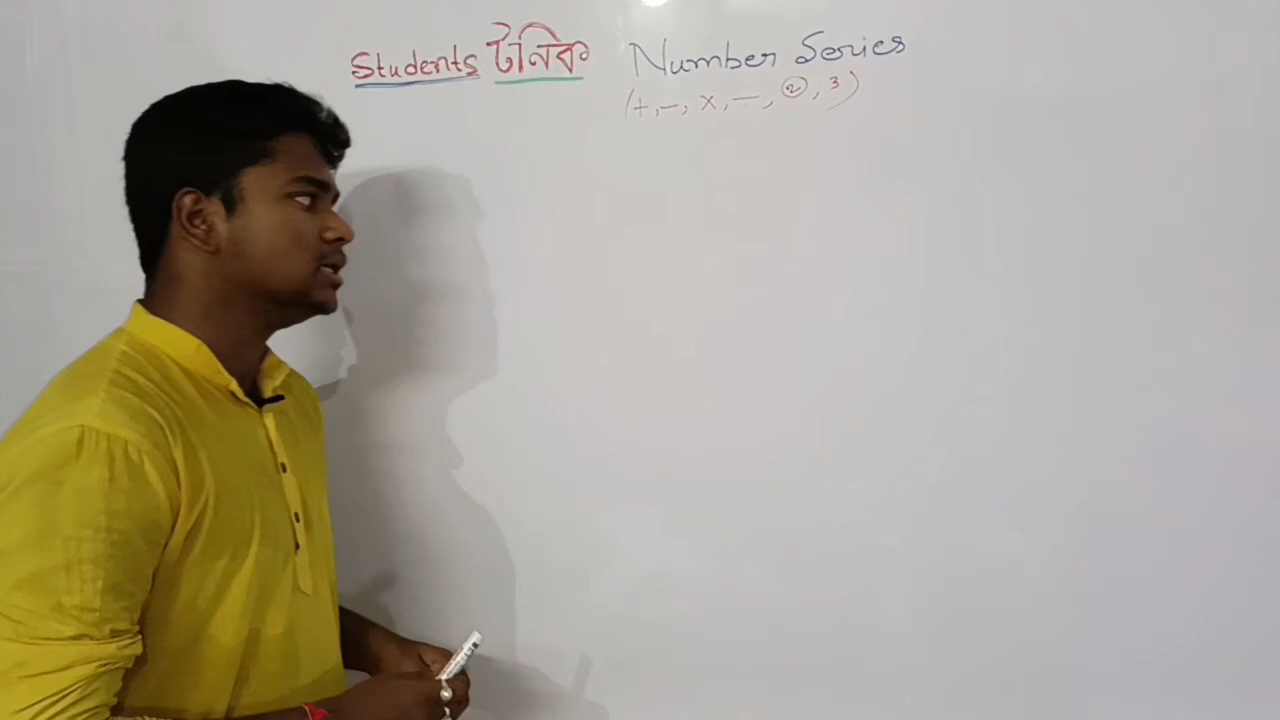 Students টনিক Number Series
(+, −, ×, −, ②, 3)